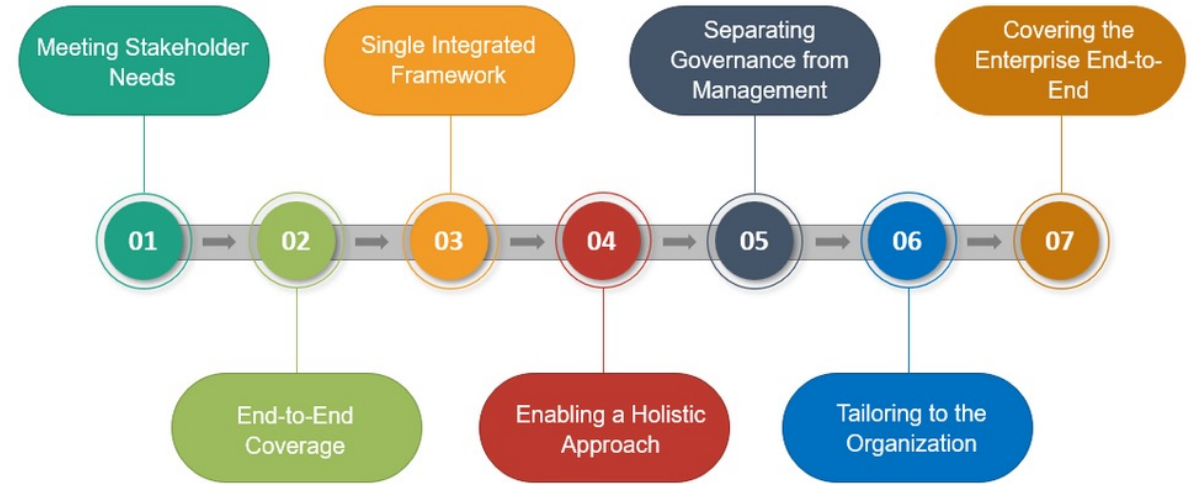 Meeting Stakeholder
Needs
Single Integrated
Framework
Separating
Governance from
Management
Covering the
Enterprise End-to-
End
01
02
03
04
05
06
07
End-to-End
Coverage
Enabling a Holistic
Approach
Tailoring to the
Organization